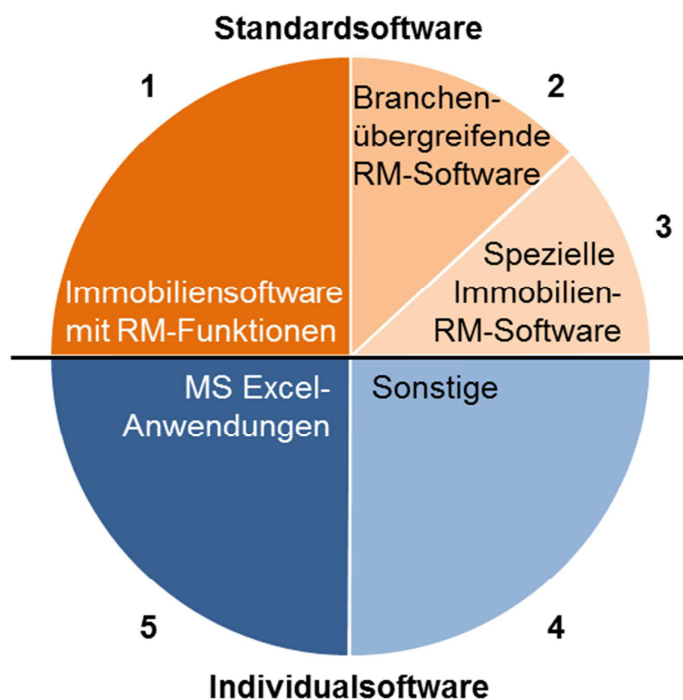 Standardsoftware
1
2
Branchen-
übergreifende
RM-Software
3
Spezielle
Immobilien-
RM-Software
Immobiliensoftware
mit RM-Funktionen
MS Excel-
Anwendungen
Sonstige
5
4
Individualsoftware